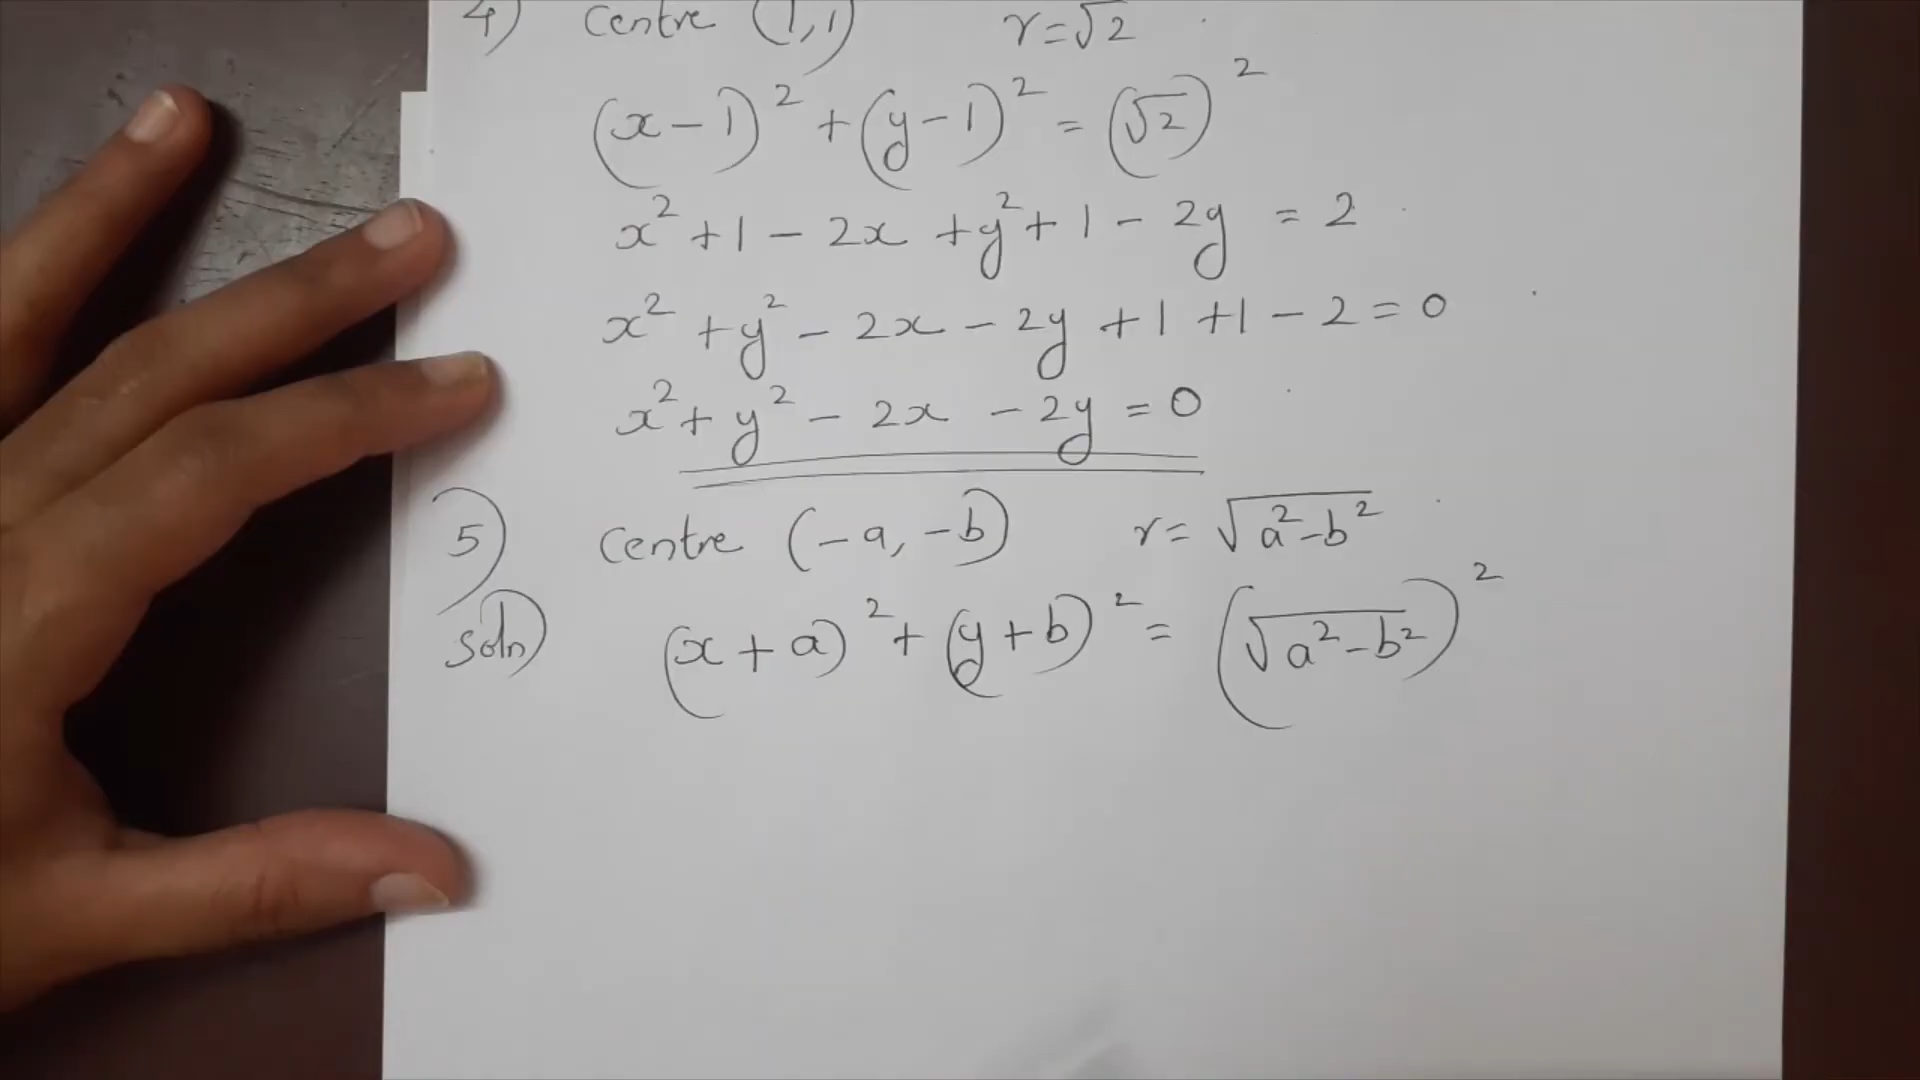 4) Centre (1,1) r=√2
(x-1)² + (y-1)² = (√2)²
x² +1 - 2x + y² + 1 - 2y = 2
x² + y² - 2x - 2y + 1 +1 - 2 = 0
x² + y² - 2x - 2y = 0
5) Centre (-a, -b) r= √a²-b²
Soln) (x + a)² + (y + b)² = (√a²-b²)²